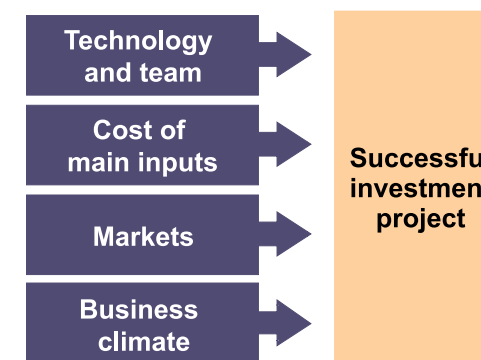 Technology
and team
Cost of
main inputs
Markets
Business
climate
Successfu
investmen
project